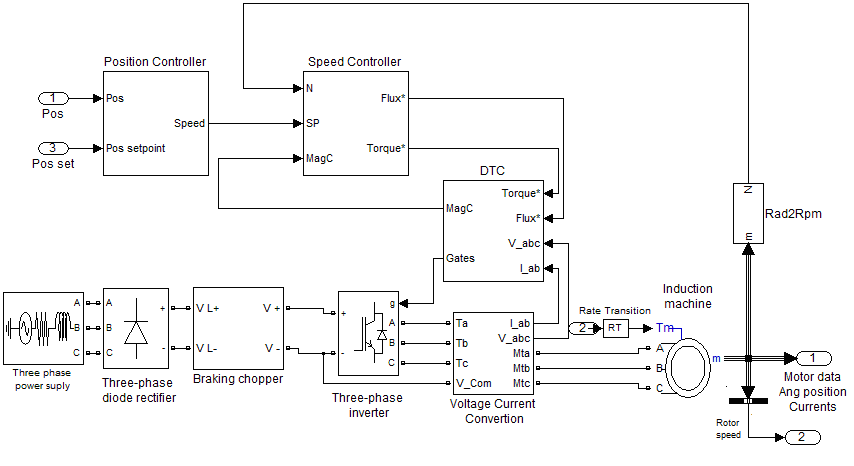 Position Controller
Speed Controller
1
Pos
3
Pos set
Pos
Speed
Pos setpoint
N
SP
MagC
Flux*
Torque*
DTC
MagC
Gates
Torque*
Flux*
V_abc
I_ab
N
m
Rad2Rpm
A
B
C
Three phase
power suply
A
B
C
+
-
Three-phase
diode rectifier
V L+
V L-
V +
V -
Braking chopper
+
-
g
A
B
C
Three-phase
inverter
Ta
Tb
Tc
V_Com
I_ab
V_abc
Mta
Mtb
Mtc
Voltage Current
Convertion
Rate Transition
2
RT
Induction
machine
Tm
A
B
C
m
1
Motor data
Ang position
Currents
Rotor
speed
2